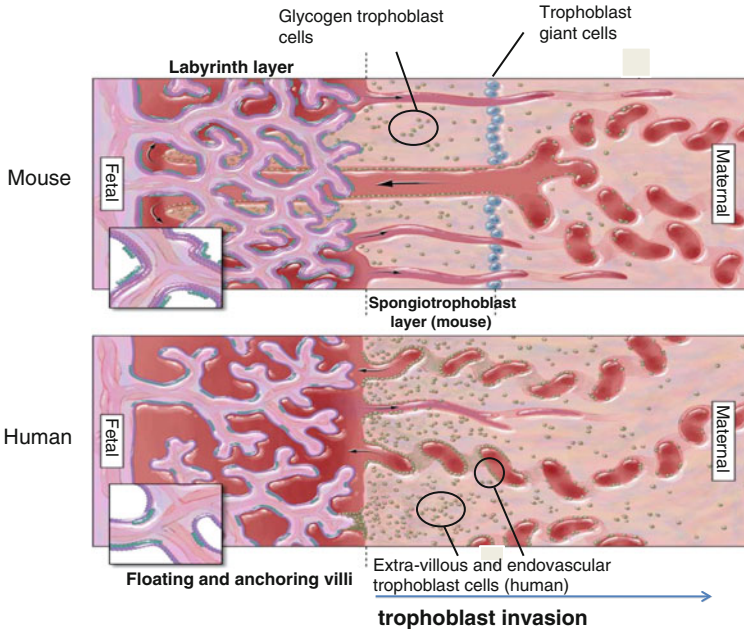 Glycogen trophoblast
cells
Trophoblast
giant cells
Labyrinth layer
Mouse
Fetal
Maternal
Spongiotrophoblast
layer (mouse)
Human
Fetal
Maternal
Floating and anchoring villi
Extra-villous and endovascular
trophoblast cells (human)
trophoblast invasion